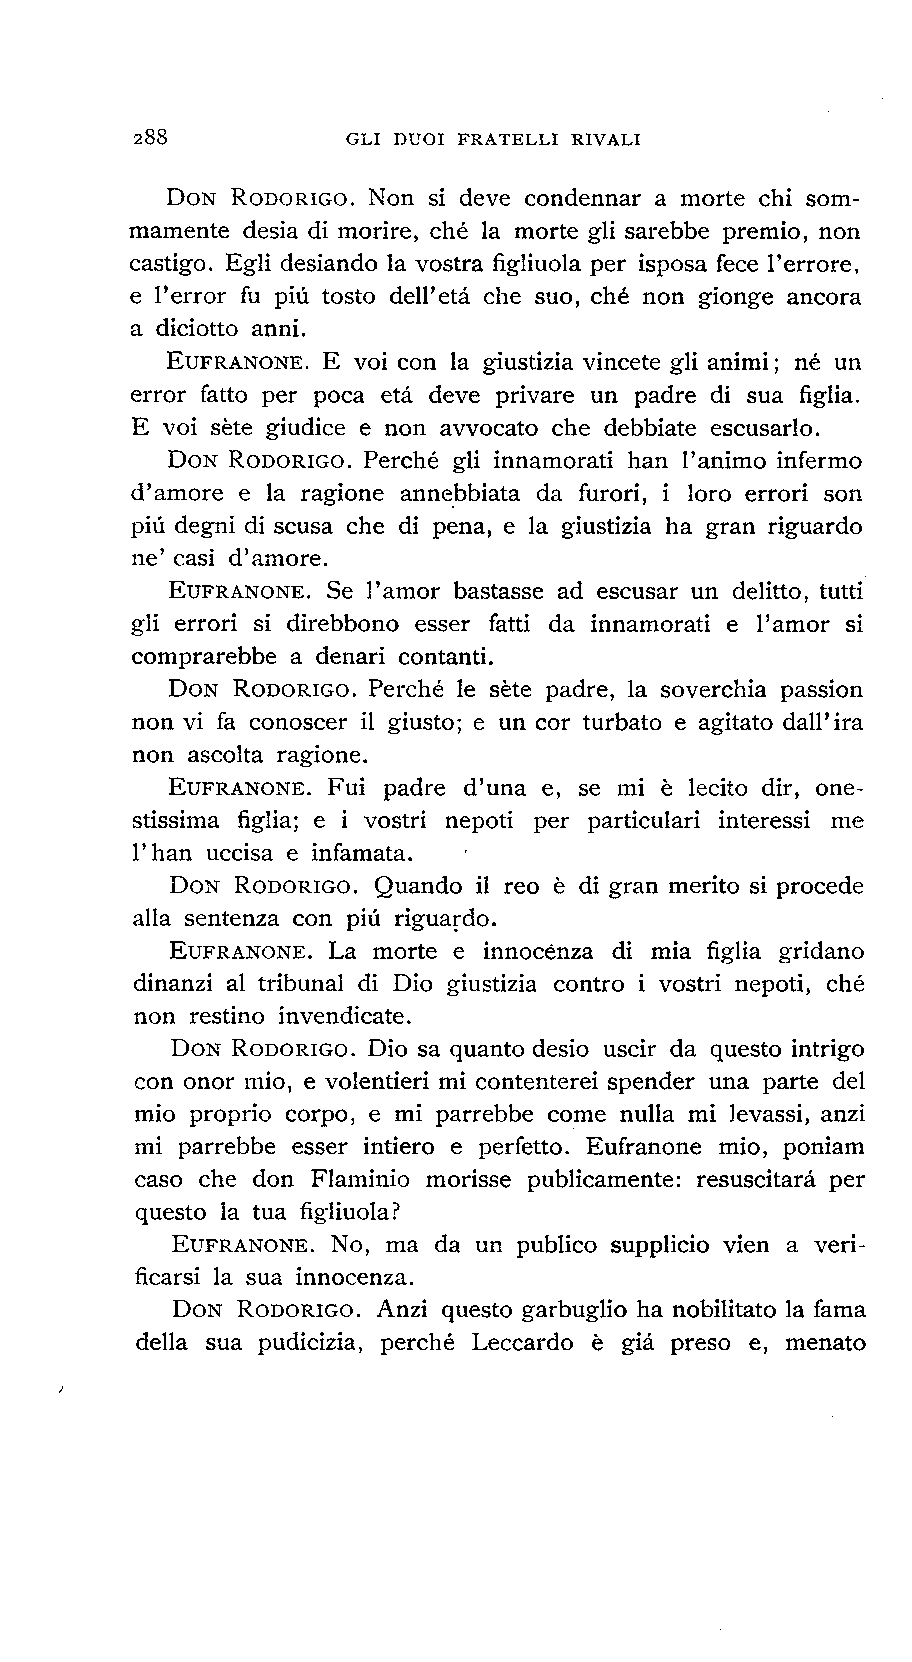 288 GLI DUOI FRATELLI RIVALI
Don Rodorigo. Non si deve condennar a morte chi som-
mamente desia di morire, ché la morte gli sarebbe premio, non
castigo. Egli desiando la vostra figliuola per isposa fece l'errore,
e l'error fu piú tosto dell'etá che suo, ché non gionge ancora
a diciotto anni.
Eufranone. E voi con la giustizia vincete gli animi; né un
error fatto per poca etá deve privare un padre di sua figlia.
E voi sète giudice e non avvocato che debbiate escusarlo.
Don Rodorigo. Perché gli innamorati han l'animo infermo
d'amore e la ragione annebbiata da furori, i loro errori son
piú degni di scusa che di pena, e la giustizia ha gran riguardo
ne' casi d'amore.
Eufranone. Se l'amor bastasse ad escusar un delitto, tutti
gli errori si direbbono esser fatti da innamorati e l'amor si
comprarebbe a denari contanti.
Don Rodorigo. Perché le sète padre, la soverchia passion
non vi fa conoscer il giusto; e un cor turbato e agitato dall'ira
non ascolta ragione.
Eufranone. Fui padre d'una e, se mi è lecito dir, one-
stissima figlia; e i vostri nepoti per particulari interessi me
l'han uccisa e infamata.
Don Rodorigo. Quando il reo è di gran merito si procede
alla sentenza con piú riguardo.
Eufranone. La morte e innocenza di mia figlia gridano
dinanzi al tribunal di Dio giustizia contro i vostri nepoti, ché
non restino invendicate.
Don Rodorigo. Dio sa quanto desio uscir da questo intrigo
con onor mio, e volentieri mi contenterei spender una parte del
mio proprio corpo, e mi parrebbe come nulla mi levassi, anzi
mi parrebbe esser intiero e perfetto. Eufranone mio, poniam
caso che don Flaminio morisse publicamente: resuscitará per
questo la tua figliuola?
Eufranone. No, ma da un publico supplicio vien a veri-
ficarsi la sua innocenza.
Don Rodorigo. Anzi questo garbuglio ha nobilitato la fama
della sua pudicizia, perché Leccardo è giá preso e, menato